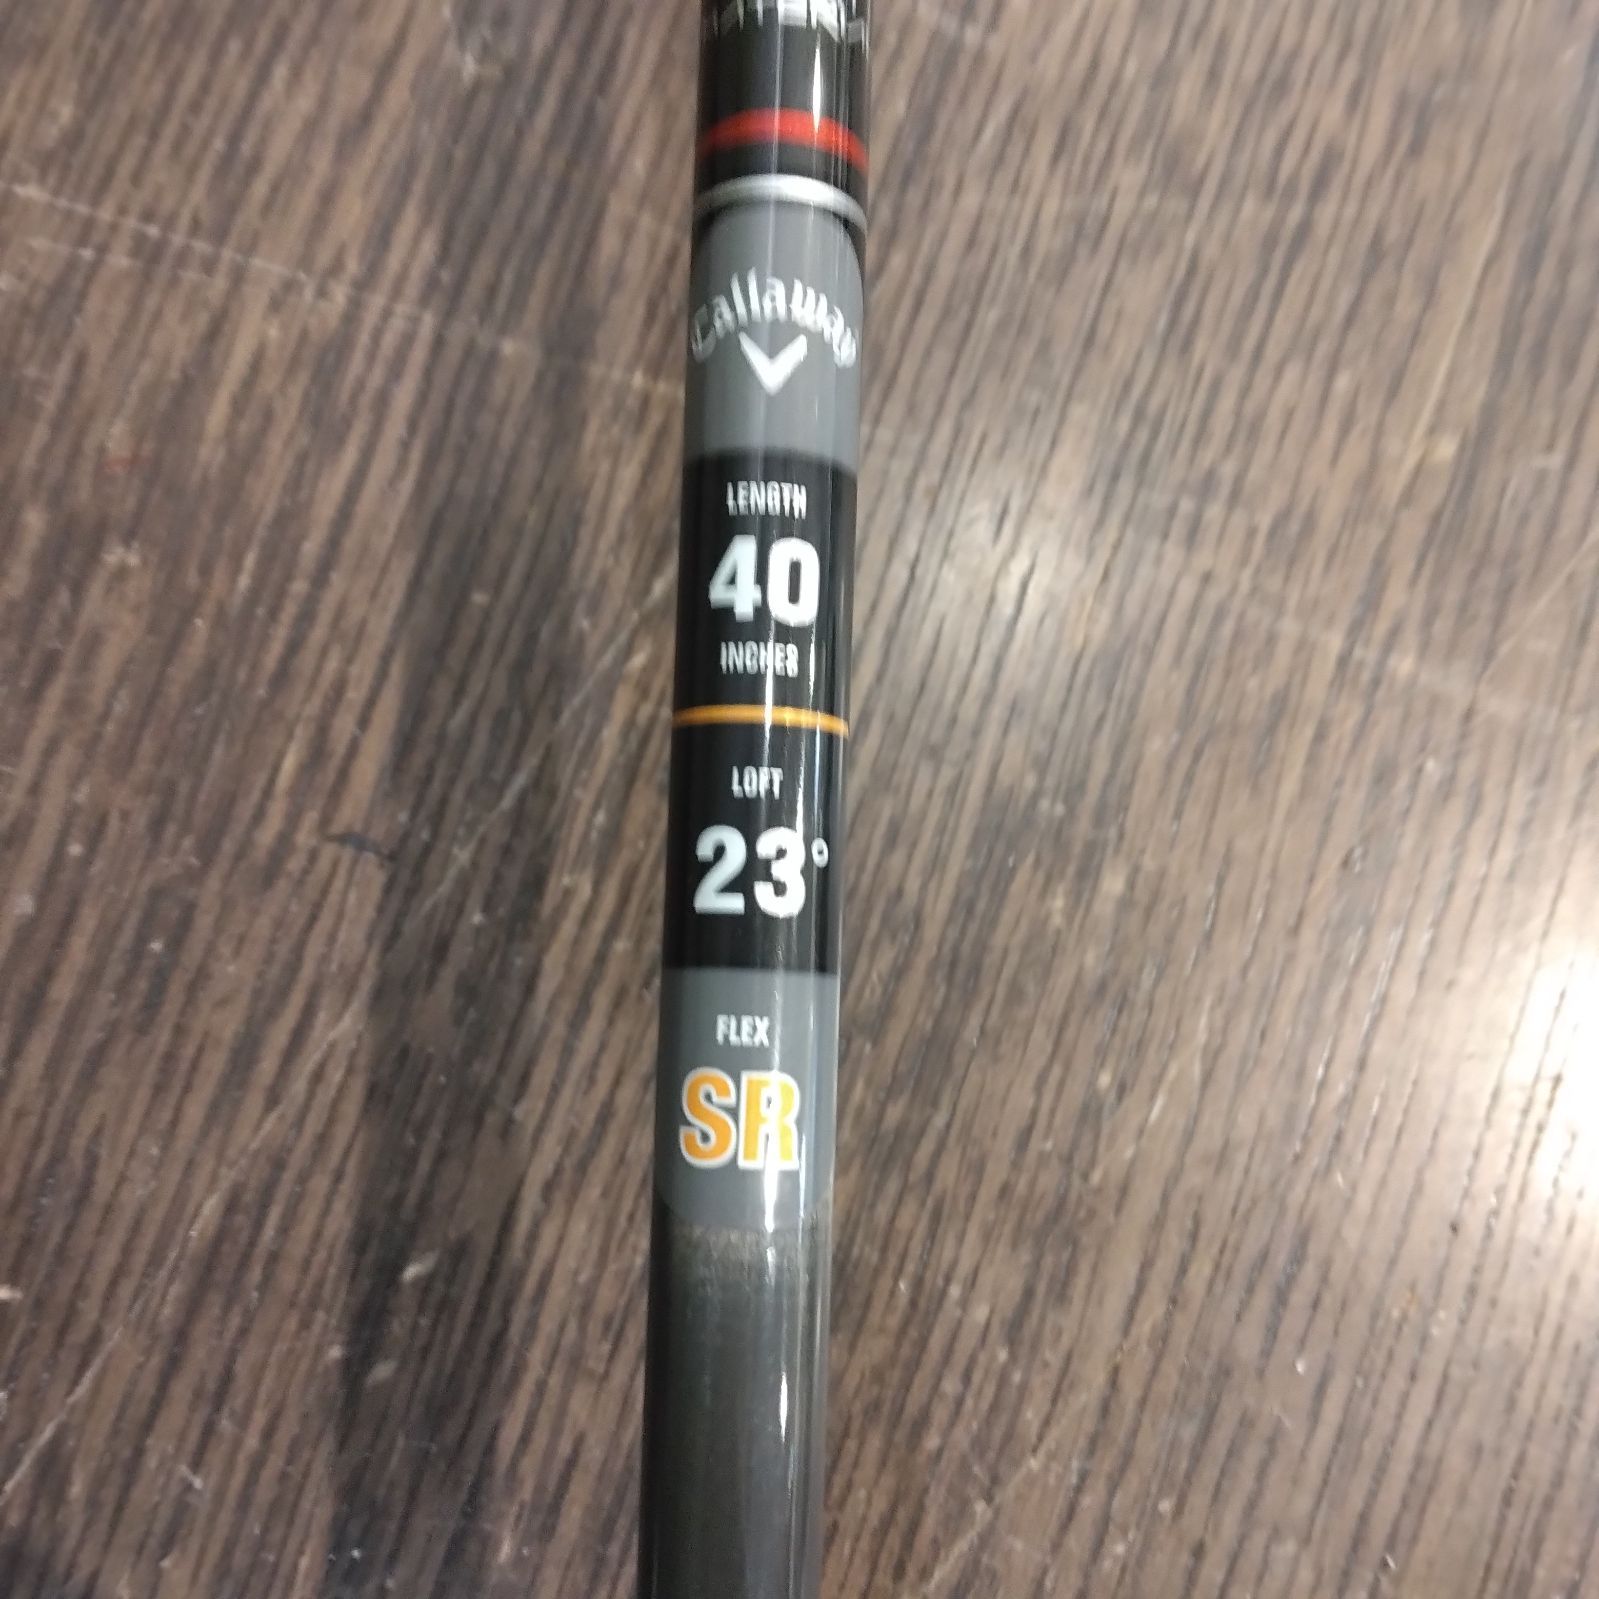 Callaway
LENGTH
40
INCHES
LOFT
23°
FLEX
SR